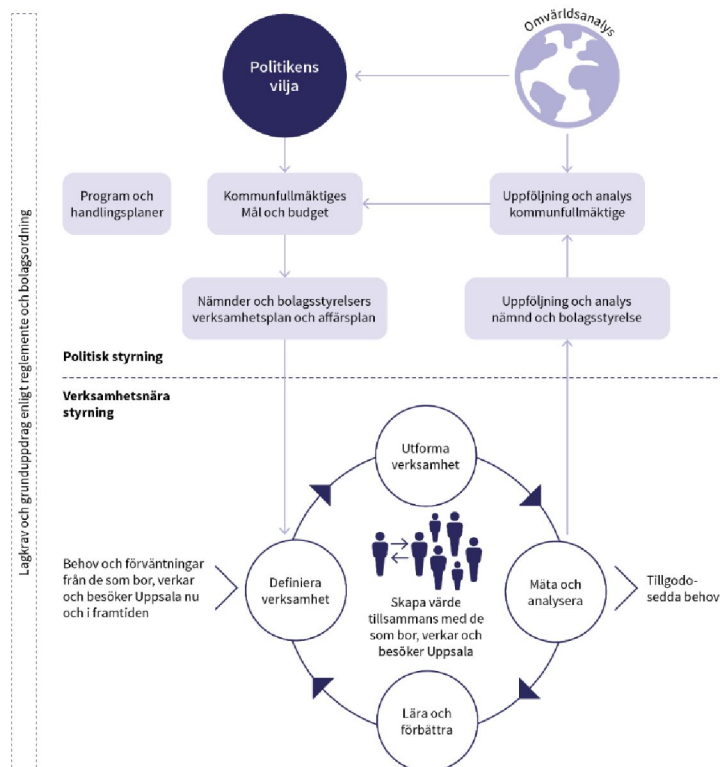 Omvärldsanalys
Politikens
vilja
Program och
handlingsplaner
Kommunfullmäktiges
Mål och budget
Uppföljning och analys
kommunfullmäktige
Nämnder och bolagsstyrelsers
verksamhetsplan och affärsplan
Uppföljning och analys
nämnd och bolagsstyrelse
Lagkrav och grunduppdrag enligt reglemente och bolagsordning
Politisk styrning
Verksamhetsnära
styrning
Utforma
verksamhet
Behov och förväntningar
från de som bor, verkar
och besöker Uppsala nu
och i framtiden
Definiera
verksamhet
Skapa värde
tillsammans med de
som bor, verkar och
besöker Uppsala
Mäta och
analysera
Tillgodo-
sedda behov
Lära och
förbättra